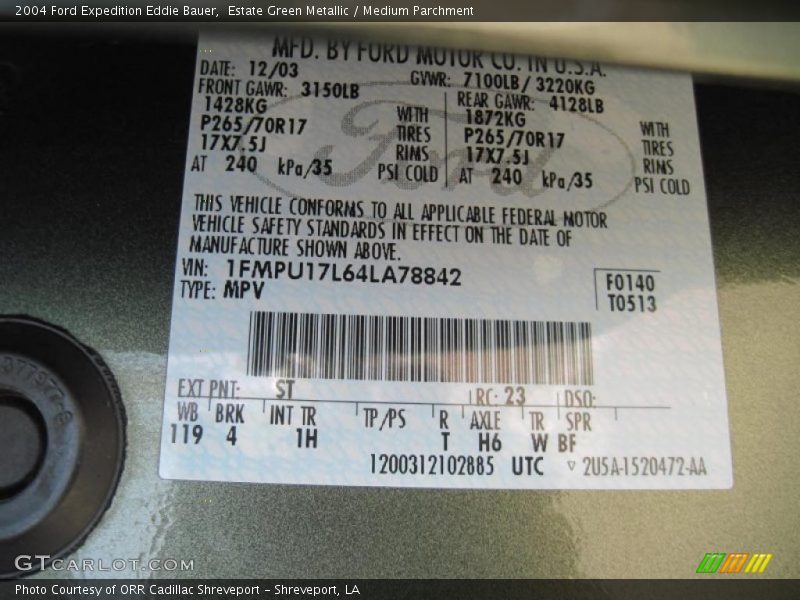 2004 Ford Expedition Eddie Bauer,  Estate Green Metallic / Medium Parchment
MFD. BY FORD MOTOR CO. IN U.S.A.
DATE: 12/03 GVWR: 7100LB/ 3220KG
FRONT GAWR: 3150LB REAR GAWR: 4128LB
1428KG WITH 1872KG WITH
P265/70R17 TIRES P265/70R17 TIRES
17X7.5J RIMS 17X7.5J RINS
AT 240 kPa/35 PSI COLD AT 240 kPa/35 PSI COLD
Ford
THIS VEHICLE CONFORMS TO ALL APPLICABLE FEDERAL MOTOR
VEHICLE SAFETY STANDARDS IN EFFECT ON THE DATE OF
MANUFACTURE SHOWN ABOVE.
VIN: 1FMPU17L64LA78842 F0140
TYPE: MPV T0513
EXT PNT: ST RC: 23 DSO:
WB BRK INT TR TP/PS R AXLE TR SPR
119 4 1H T H6 W BF
1200312102885 UTC ▽ 2U5A-1520472-AA
GTCARLOT.COM
Photo Courtesy of ORR Cadillac Shreveport - Shreveport, LA